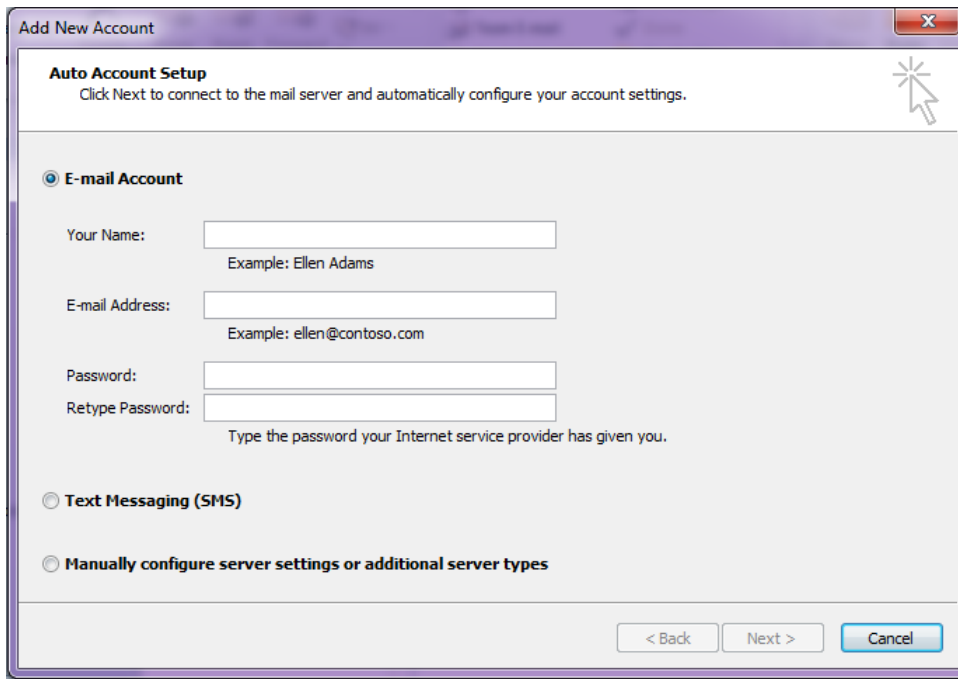 Add New Account
Auto Account Setup
Click Next to connect to the mail server and automatically configure your account settings.
E-mail Account
Your Name:
Example: Ellen Adams
E-mail Address:
Example: ellen@contoso.com
Password:
Retype Password:
Type the password your Internet service provider has given you.
Text Messaging (SMS)
Manually configure server settings or additional server types
< Back Next > Cancel